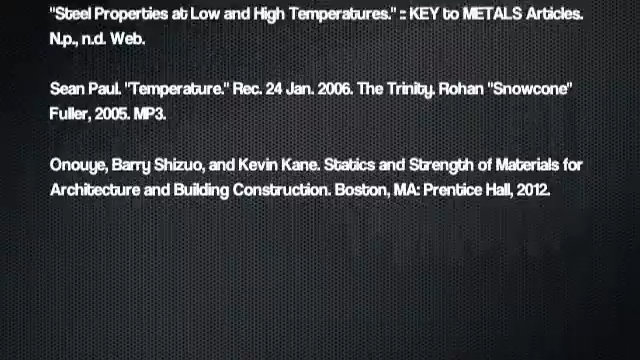 "Steel Properties at Low and High Temperatures." :: KEY to METALS Articles.
N.p., n.d. Web.
Sean Paul. "Temperature." Rec. 24 Jan. 2006. The Trinity. Rohan "Snowcone"
Fuller, 2005. MP3.
Onouye, Barry Shizuo, and Kevin Kane. Statics and Strength of Materials for
Architecture and Building Construction. Boston, MA: Prentice Hall, 2012.